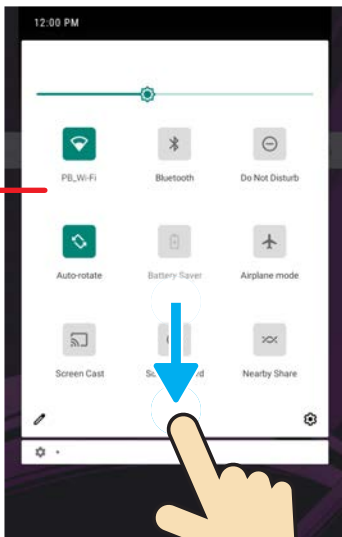 12:00 PM
PB_Wi-Fi Bluetooth Do Not Disturb
Auto-rotate Battery Saver Airplane mode
Screen Cast Nearby Share